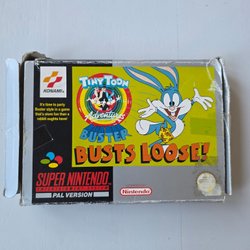 KONAMI
It's time to party
Buster style in a game
that's more fun than a
rabbit oughta have!
TINY TOON
Adventures
BUSTER
BUSTS LOOSE!
SUPER NINTENDO
ENTERTAINMENT SYSTEM
PAL VERSION
Nintendo